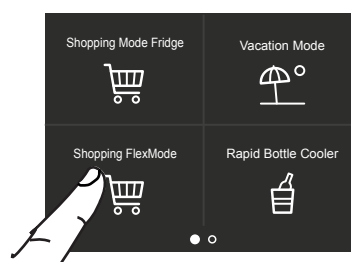 Shopping Mode Fridge
Vacation Mode
Shopping FlexMode
Rapid Bottle Cooler